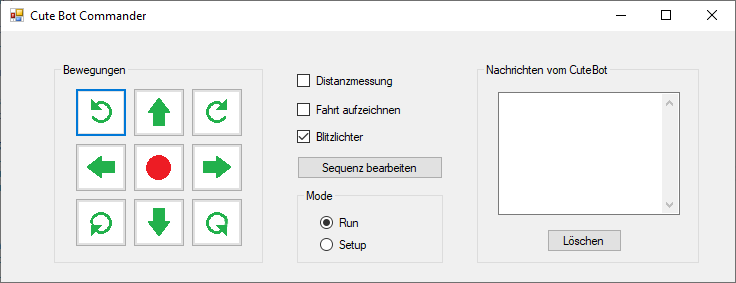 Cute Bot Commander
Bewegungen
Distanzmessung
Fahrt aufzeichnen
Blitzlichter
Sequenz bearbeiten
Mode
Run
Setup
Nachrichten vom CuteBot
Löschen